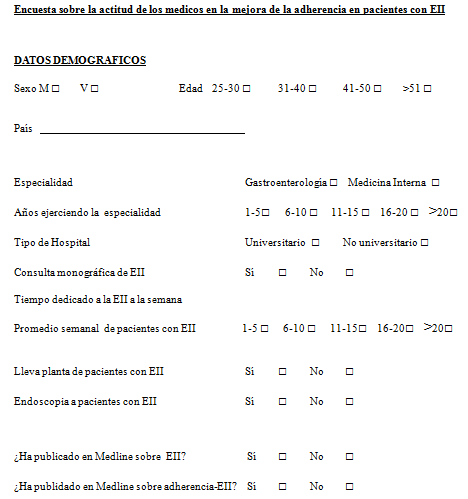 Encuesta sobre la actitud de los medicos en la mejora de la adherencia en pacientes con EII
DATOS DEMOGRAFICOS
Sexo M □ V □ Edad 25-30 □ 31-40 □ 41-50 □ >51 □
País ______________________________
Especialidad Gastroenterología □ Medicina Interna □
Años ejerciendo la especialidad 1-5□ 6-10 □ 11-15 □ 16-20 □ >20□
Tipo de Hospital Universitario □ No universitario □
Consulta monográfica de EII Si □ No □
Tiempo dedicado a la EII a la semana
Promedio semanal de pacientes con EII 1-5 □ 6-10 □ 11-15□ 16-20□ >20□
Lleva planta de pacientes con EII Si □ No □
Endoscopia a pacientes con EII Si □ No □
¿Ha publicado en Medline sobre EII? Si □ No □
¿Ha publidado en Medline sobre adherencia-EII? Si □ No □